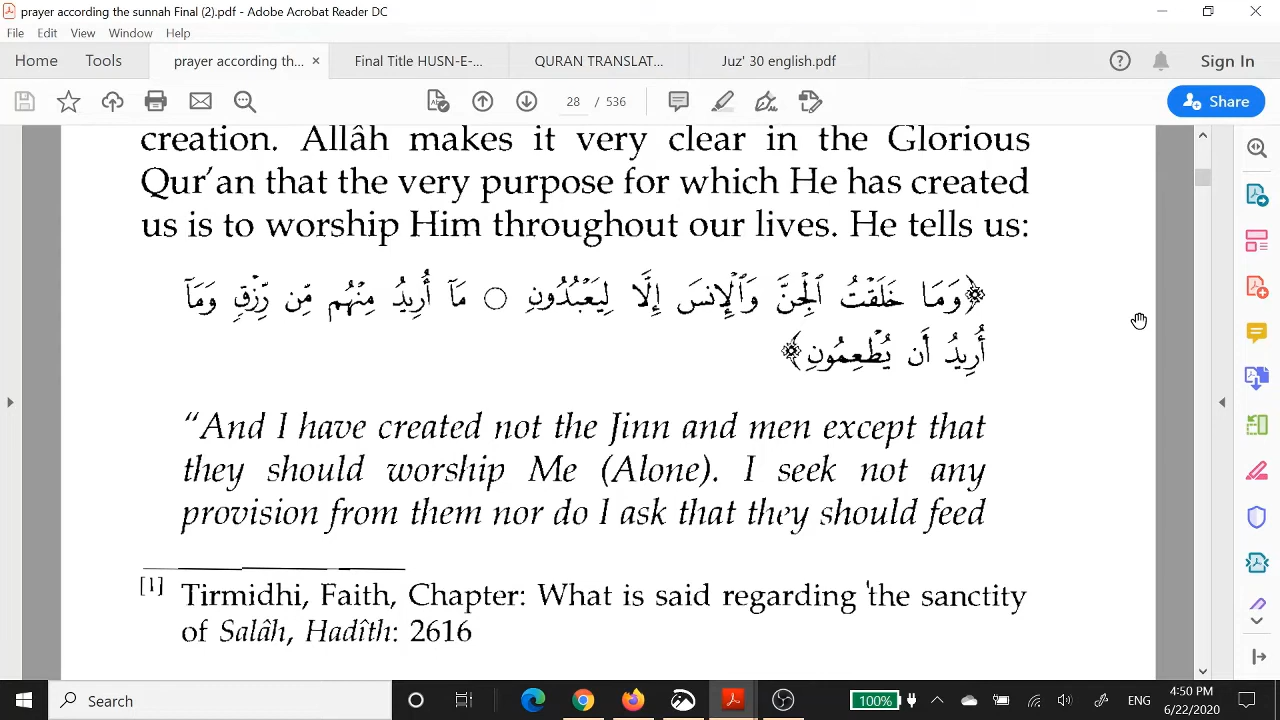 prayer according the sunnah Final (2).pdf - Adobe Acrobat Reader DC
File Edit View Window Help
Home Tools prayer according th... × Final Title HUSN-E-... QURAN TRANSLAT... Juz' 30 english.pdf Sign In
28 / 536 Share
creation. Allâh makes it very clear in the Glorious
Qur'an that the very purpose for which He has created
us is to worship Him throughout our lives. He tells us:
﴿وَمَا خَلَقْتُ ٱلْجِنَّ وَٱلْإِنسَ إِلَّا لِيَعْبُدُونِ ○ مَآ أُرِيدُ مِنْهُم مِّن رِّزْقٍ وَمَآ
أُرِيدُ أَن يُطْعِمُونِ﴾
“And I have created not the Jinn and men except that
they should worship Me (Alone). I seek not any
provision from them nor do I ask that they should feed
[1] Tirmidhi, Faith, Chapter: What is said regarding the sanctity
of Salâh, Hadîth: 2616
Search 100% ENG 4:50 PM
6/22/2020